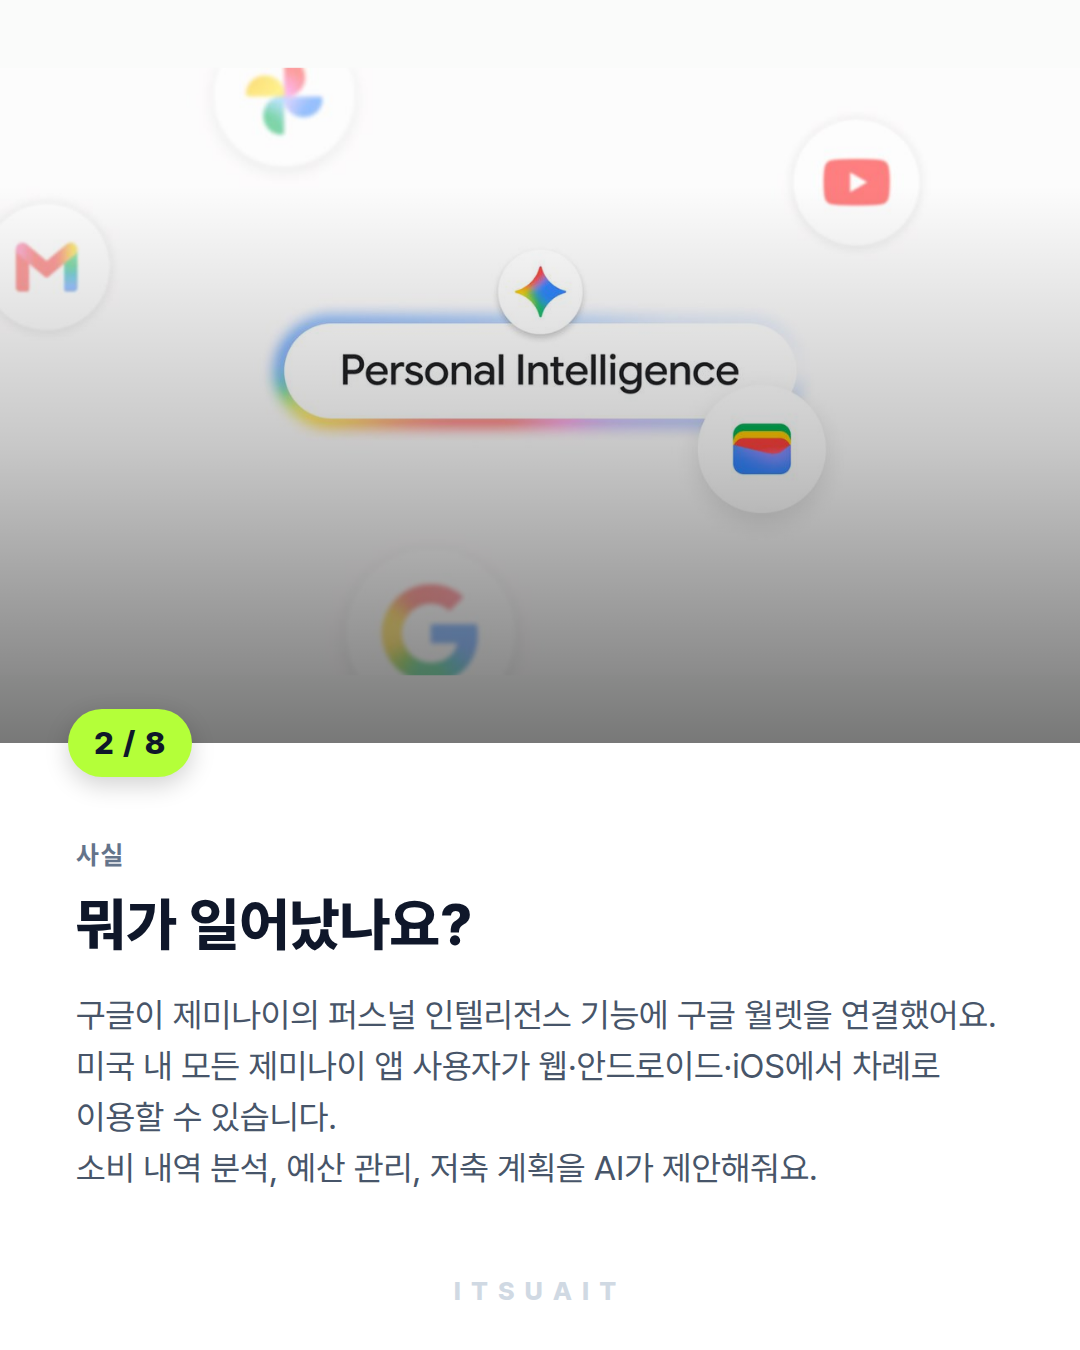 Personal Intelligence
2 / 8
사실
뭐가 일어났나요?
구글이 제미나이의 퍼스널 인텔리전스 기능에 구글 월렛을 연결했어요.
미국 내 모든 제미나이 앱 사용자가 웹·안드로이드·iOS에서 차례로
이용할 수 있습니다.
소비 내역 분석, 예산 관리, 저축 계획을 AI가 제안해줘요.
ITSUAIT